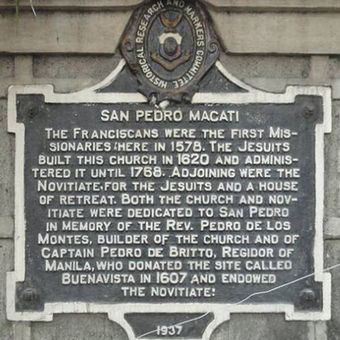 HISTORICAL RESEARCH AND MARKERS COMMITTEE
SAN PEDRO MACATI
THE FRANCISCANS WERE THE FIRST MIS-
SIONARIES HERE IN 1578. THE JESUITS
BUILT THIS CHURCH IN 1620 AND ADMINIS-
TERED IT UNTIL 1768. ADJOINING WERE THE
NOVITIATE, FOR THE JESUITS AND A HOUSE
OF RETREAT. BOTH THE CHURCH AND NOV-
ITIATE WERE DEDICATED TO SAN PEDRO
IN MEMORY OF THE REV. PEDRO DE LOS
MONTES, BUILDER OF THE CHURCH AND OF
CAPTAIN PEDRO DE BRITTO, REGIDOR OF
MANILA, WHO DONATED THE SITE CALLED
BUENAVISTA IN 1607 AND ENDOWED
THE NOVITIATE.
1937